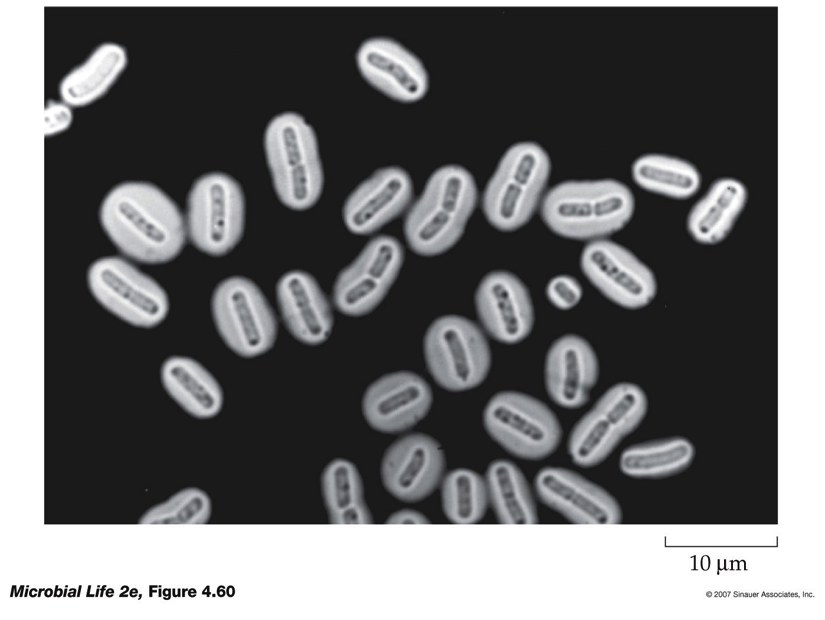 10 µm
Microbial Life 2e, Figure 4.60
© 2007 Sinauer Associates, Inc.